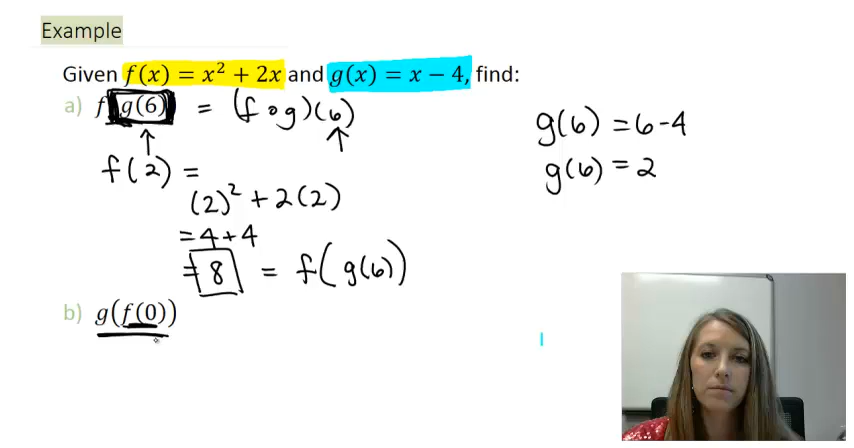 Example
Given f(x) = x² + 2x and g(x) = x − 4, find:
a) f(g(6)) = (f ∘ g)(6)
g(6) = 6-4
f(2) =
g(6) = 2
(2)² + 2(2)
= 4+4
= 8 = f(g(6))
b) g(f(0))